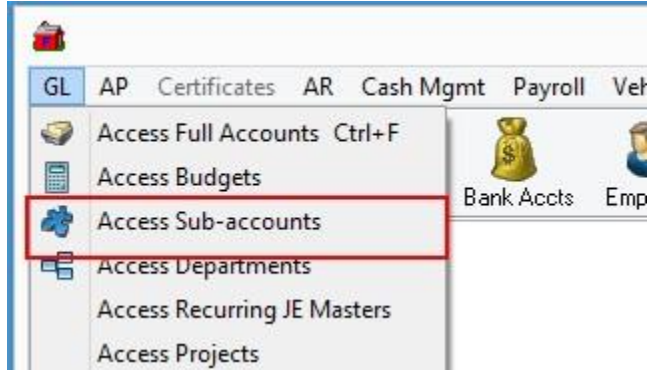 GL AP Certificates AR Cash Mgmt Payroll
Access Full Accounts Ctrl+F
Access Budgets
Bank Accts
Access Sub-accounts
Access Departments
Access Recurring JE Masters
Access Projects